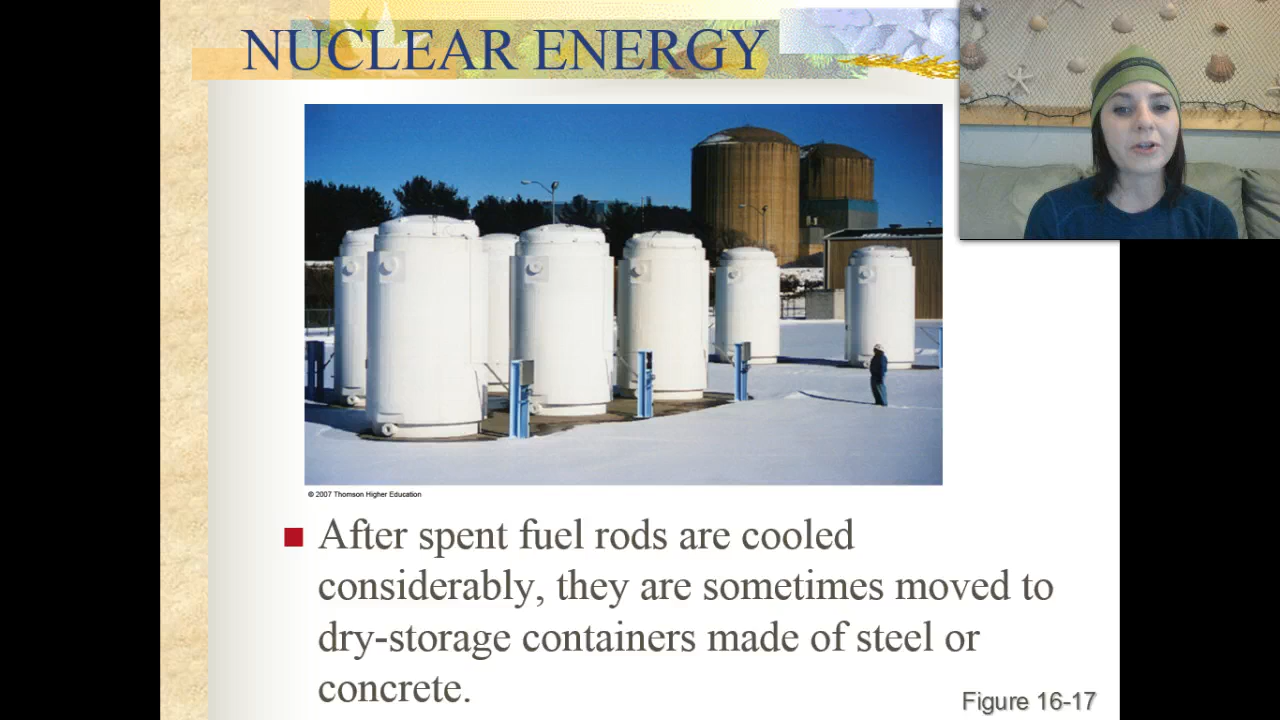 NUCLEAR ENERGY
© 2007 Thomson Higher Education
After spent fuel rods are cooled
considerably, they are sometimes moved to
dry-storage containers made of steel or
concrete.
Figure 16-17